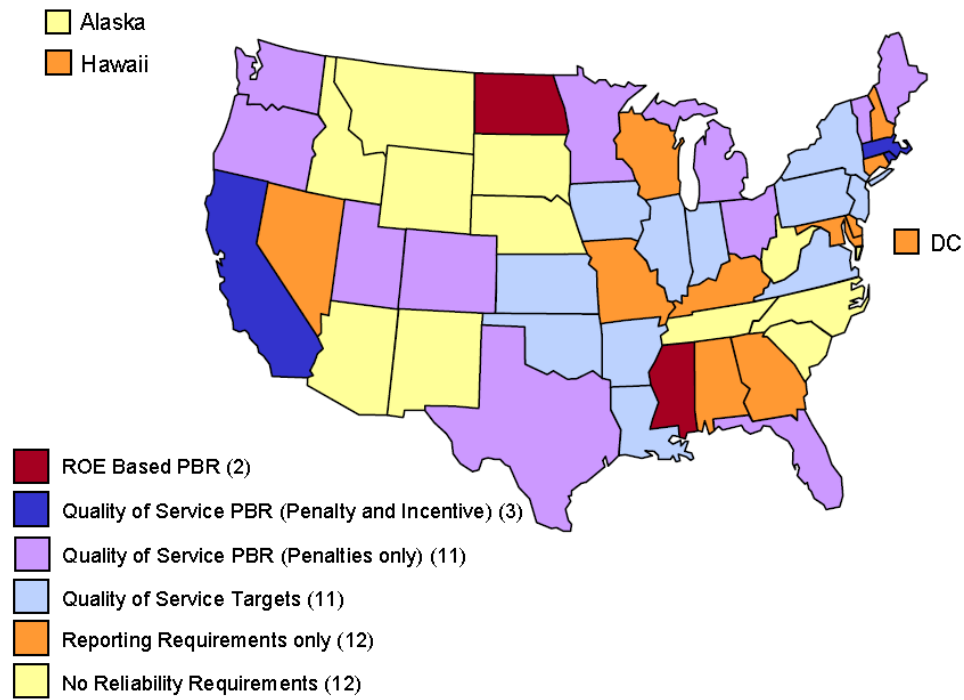 Alaska
Hawaii
DC
ROE Based PBR (2)
Quality of Service PBR (Penalty and Incentive) (3)
Quality of Service PBR (Penalties only) (11)
Quality of Service Targets (11)
Reporting Requirements only (12)
No Reliability Requirements (12)